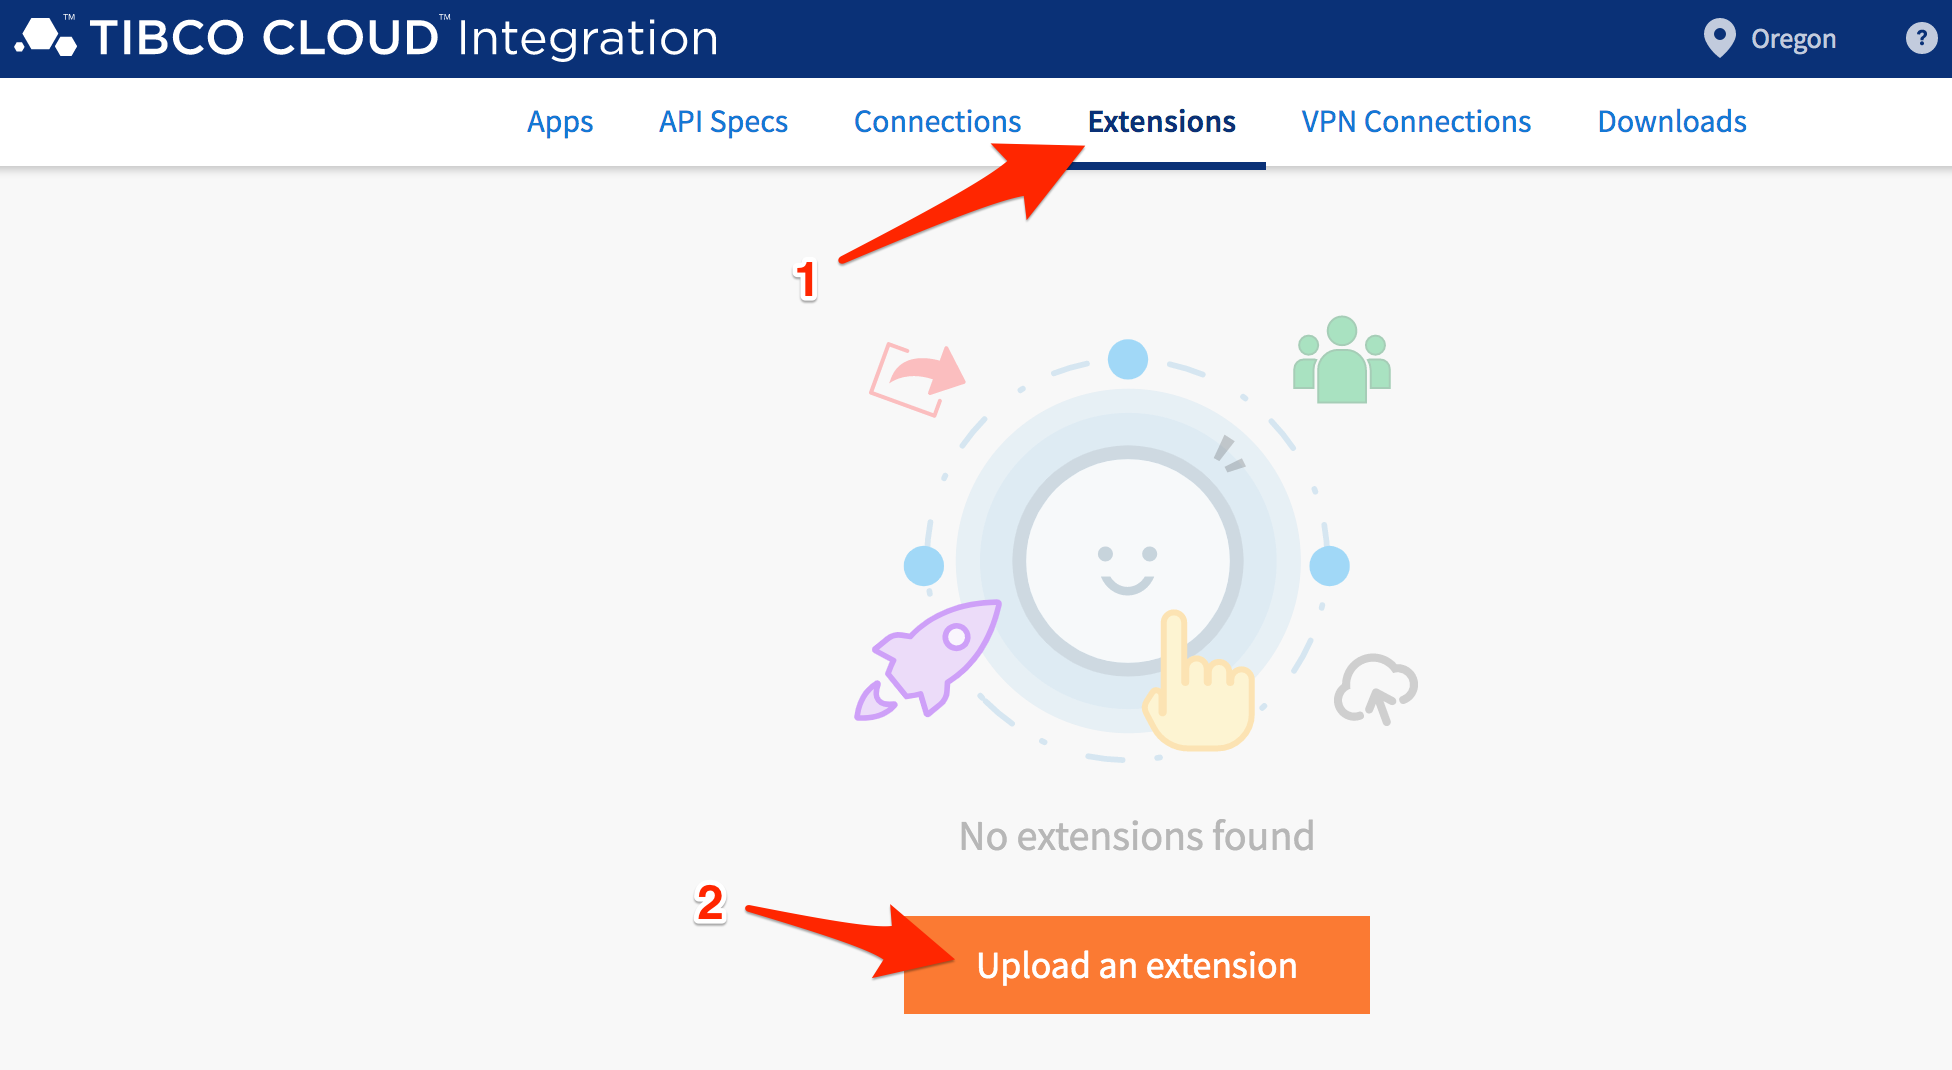 TIBCO CLOUD™ Integration
Oregon
?
Apps API Specs Connections Extensions VPN Connections Downloads
1
No extensions found
2
Upload an extension